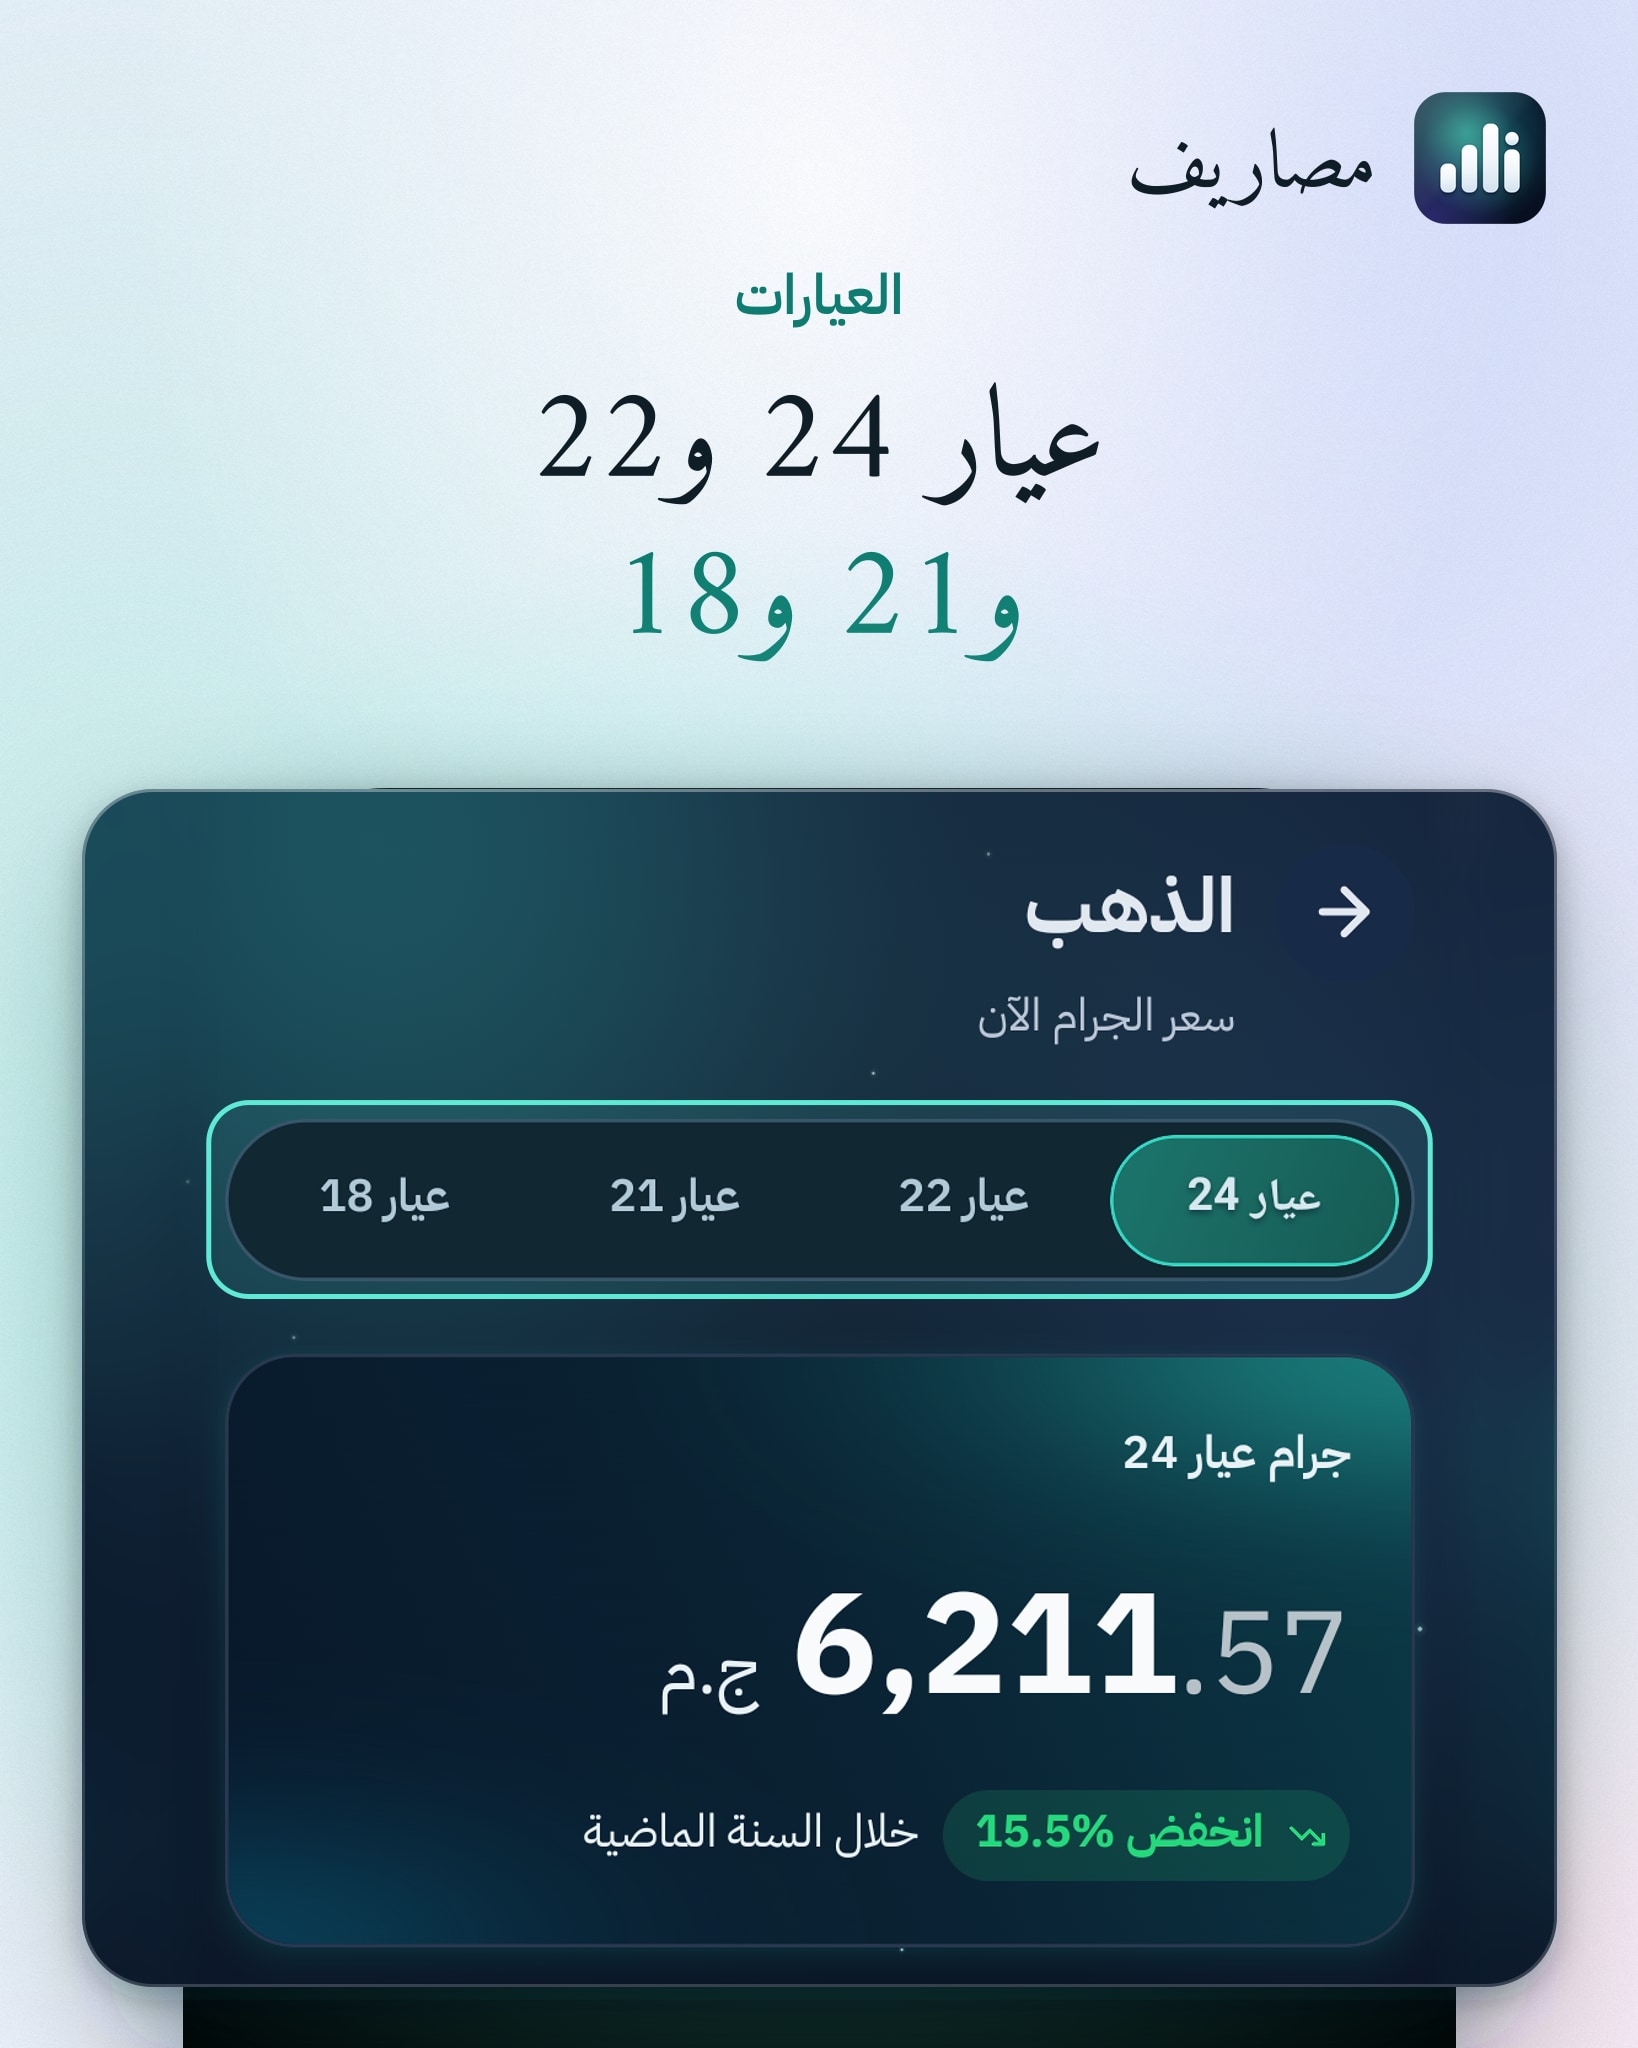 مصاريف
العيارات
عيار 24 و22
و21 و18
الذهب
سعر الجرام الآن
عيار 24 عيار 22 عيار 21 عيار 18
جرام عيار 24
6,211.57 ج.م
انخفض 15.5% خلال السنة الماضية